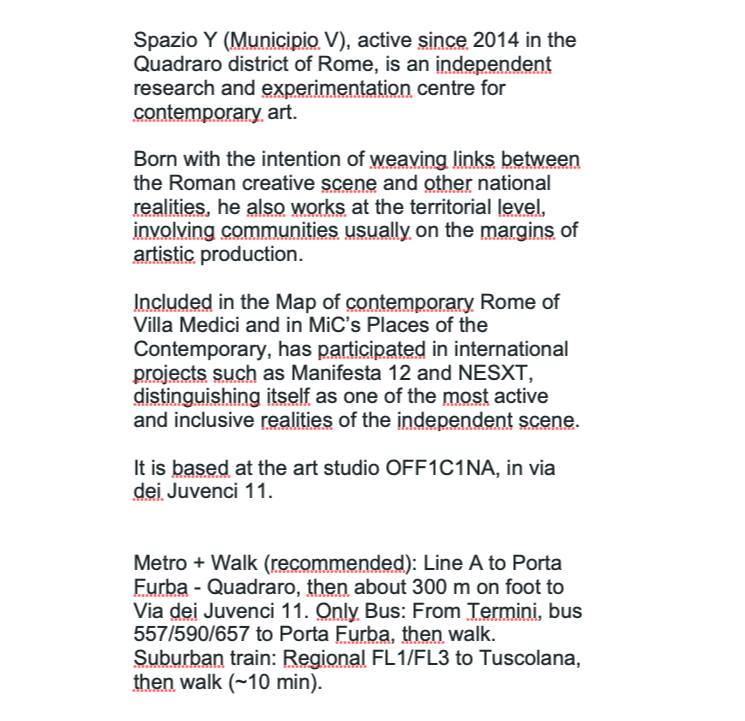 Spazio Y (Municipio V), active since 2014 in the
Quadraro district of Rome, is an independent
research and experimentation centre for
contemporary art.
Born with the intention of weaving links between
the Roman creative scene and other national
realities, he also works at the territorial level,
involving communities usually on the margins of
artistic production.
Included in the Map of contemporary Rome of
Villa Medici and in MiC’s Places of the
Contemporary, has participated in international
projects such as Manifesta 12 and NESXT,
distinguishing itself as one of the most active
and inclusive realities of the independent scene.
It is based at the art studio OFF1C1NA, in via
dei Juvenci 11.
Metro + Walk (recommended): Line A to Porta
Furba - Quadraro, then about 300 m on foot to
Via dei Juvenci 11. Only Bus: From Termini, bus
557/590/657 to Porta Furba, then walk.
Suburban train: Regional FL1/FL3 to Tuscolana,
then walk (~10 min).